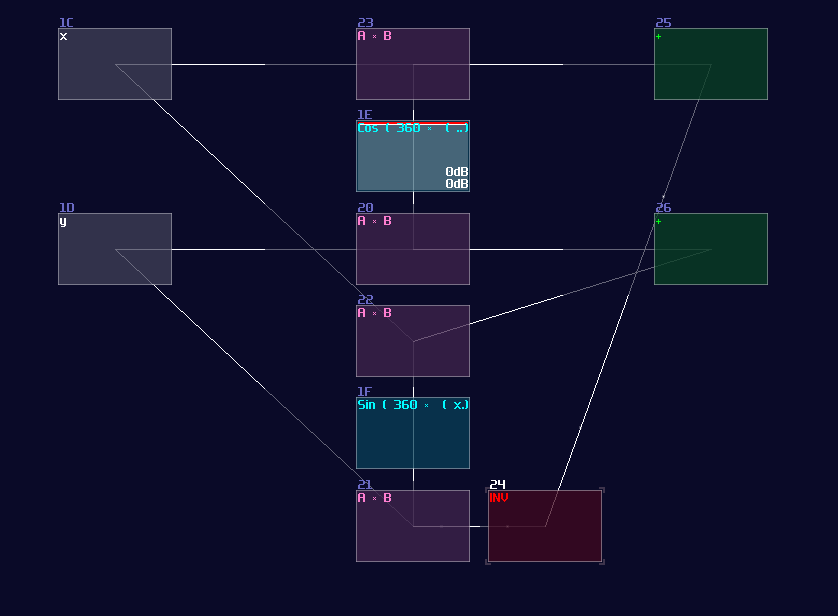 1C
x
23
A × B
25
+
1E
Cos ( 360 × (..)
0dB
0dB
1D
y
20
A × B
26
+
22
A × B
1F
Sin ( 360 × ( x.)
21
A × B
24
INV